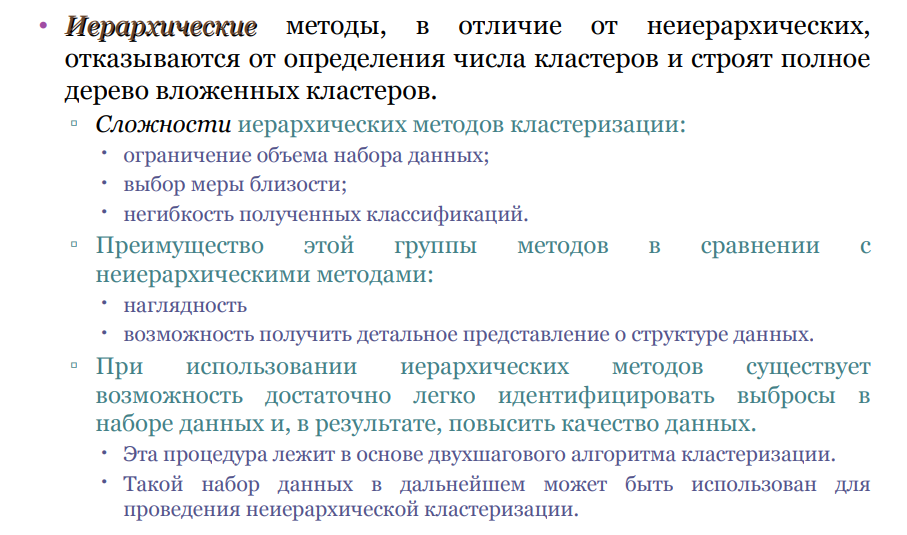 • Иерархические методы, в отличие от неиерархических,
отказываются от определения числа кластеров и строят полное
дерево вложенных кластеров.
▫ Сложности иерархических методов кластеризации:
• ограничение объема набора данных;
• выбор меры близости;
• негибкость полученных классификаций.
▫ Преимущество этой группы методов в сравнении с
неиерархическими методами:
• наглядность
• возможность получить детальное представление о структуре данных.
▫ При использовании иерархических методов существует
возможность достаточно легко идентифицировать выбросы в
наборе данных и, в результате, повысить качество данных.
• Эта процедура лежит в основе двухшагового алгоритма кластеризации.
• Такой набор данных в дальнейшем может быть использован для
проведения неиерархической кластеризации.